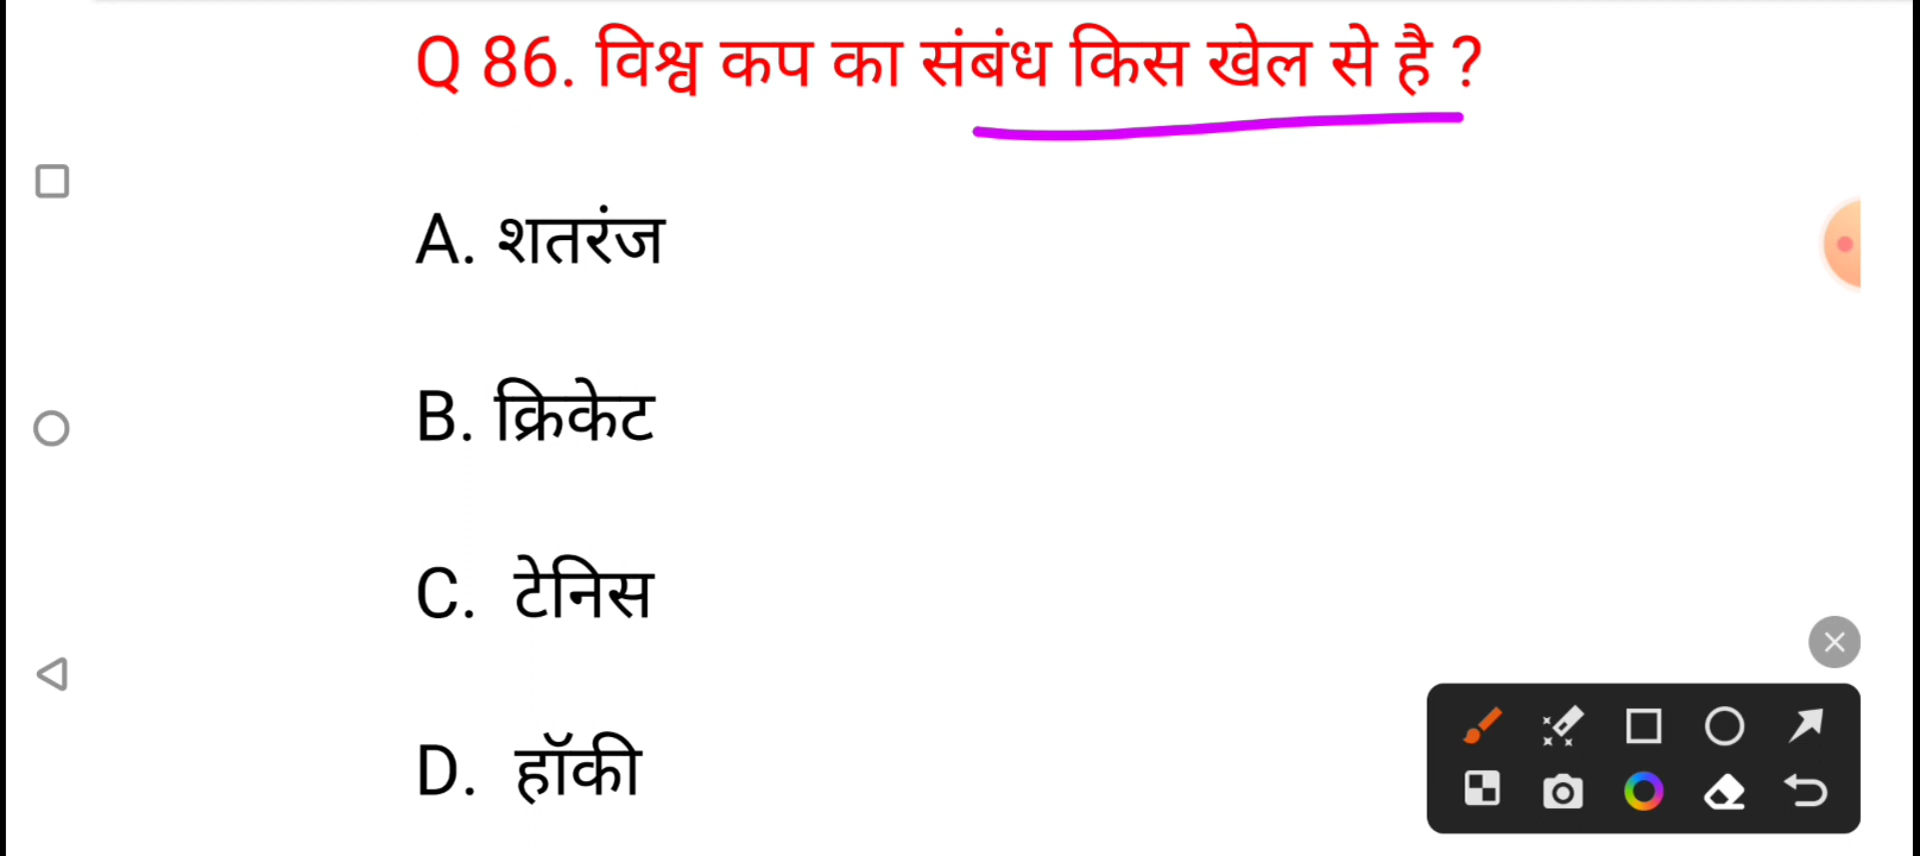 Q 86. विश्व कप का संबंध किस खेल से है ?
A. शतरंज
B. क्रिकेट
C. टेनिस
D. हॉकी